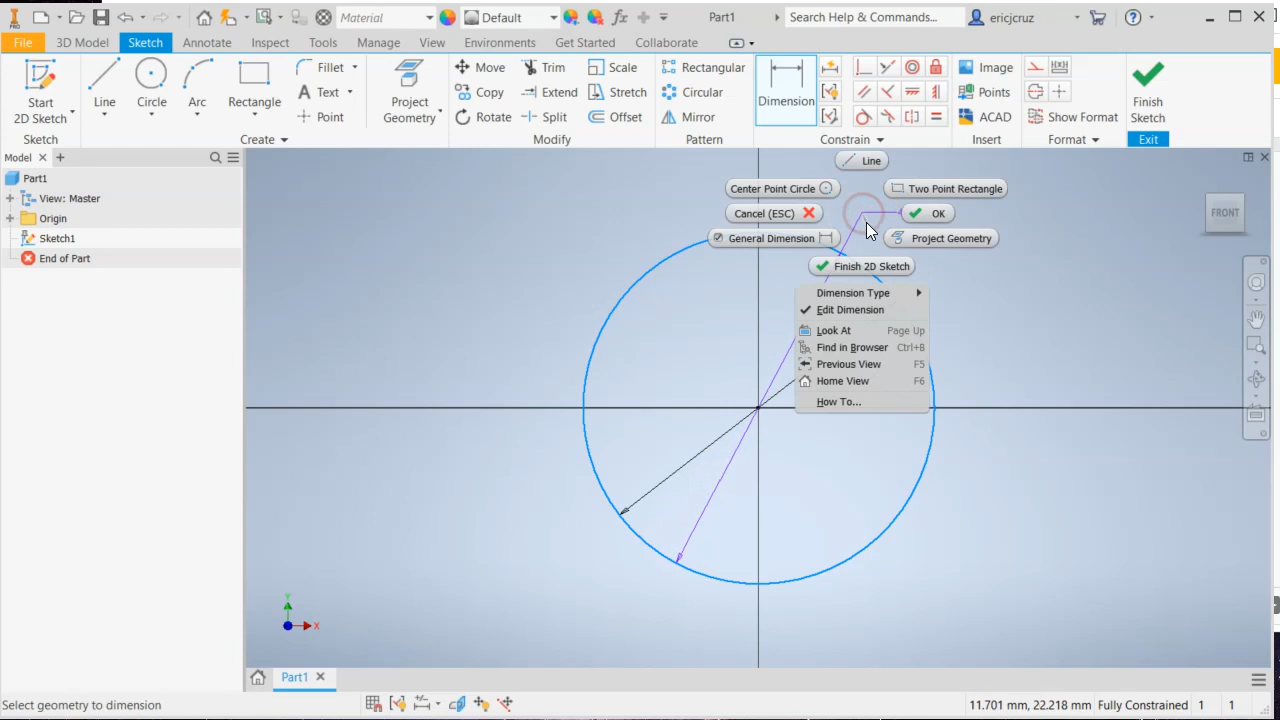 PRO
Material
Default
fx
Part1
Search Help & Commands...
ericjcruz
File 3D Model Sketch Annotate Inspect Tools Manage View Environments Get Started Collaborate
Start
2D Sketch
Line
Circle
Arc
Rectangle
Fillet
Text
Point
Project
Geometry
Move
Copy
Rotate
Trim
Extend
Split
Scale
Stretch
Offset
Rectangular
Circular
Mirror
Dimension
Image
Points
ACAD
Show Format
Finish
Sketch
Sketch Create Modify Pattern Constrain Insert Format Exit
Model
Part1
View: Master
Origin
Sketch1
End of Part
Line
Center Point Circle
Two Point Rectangle
Cancel (ESC)
OK
General Dimension
Project Geometry
Finish 2D Sketch
Dimension Type
Edit Dimension
Look At Page Up
Find in Browser Ctrl+B
Previous View F5
Home View F6
How To...
FRONT
Y
X
Part1
Select geometry to dimension
11.701 mm, 22.218 mm Fully Constrained 1 1